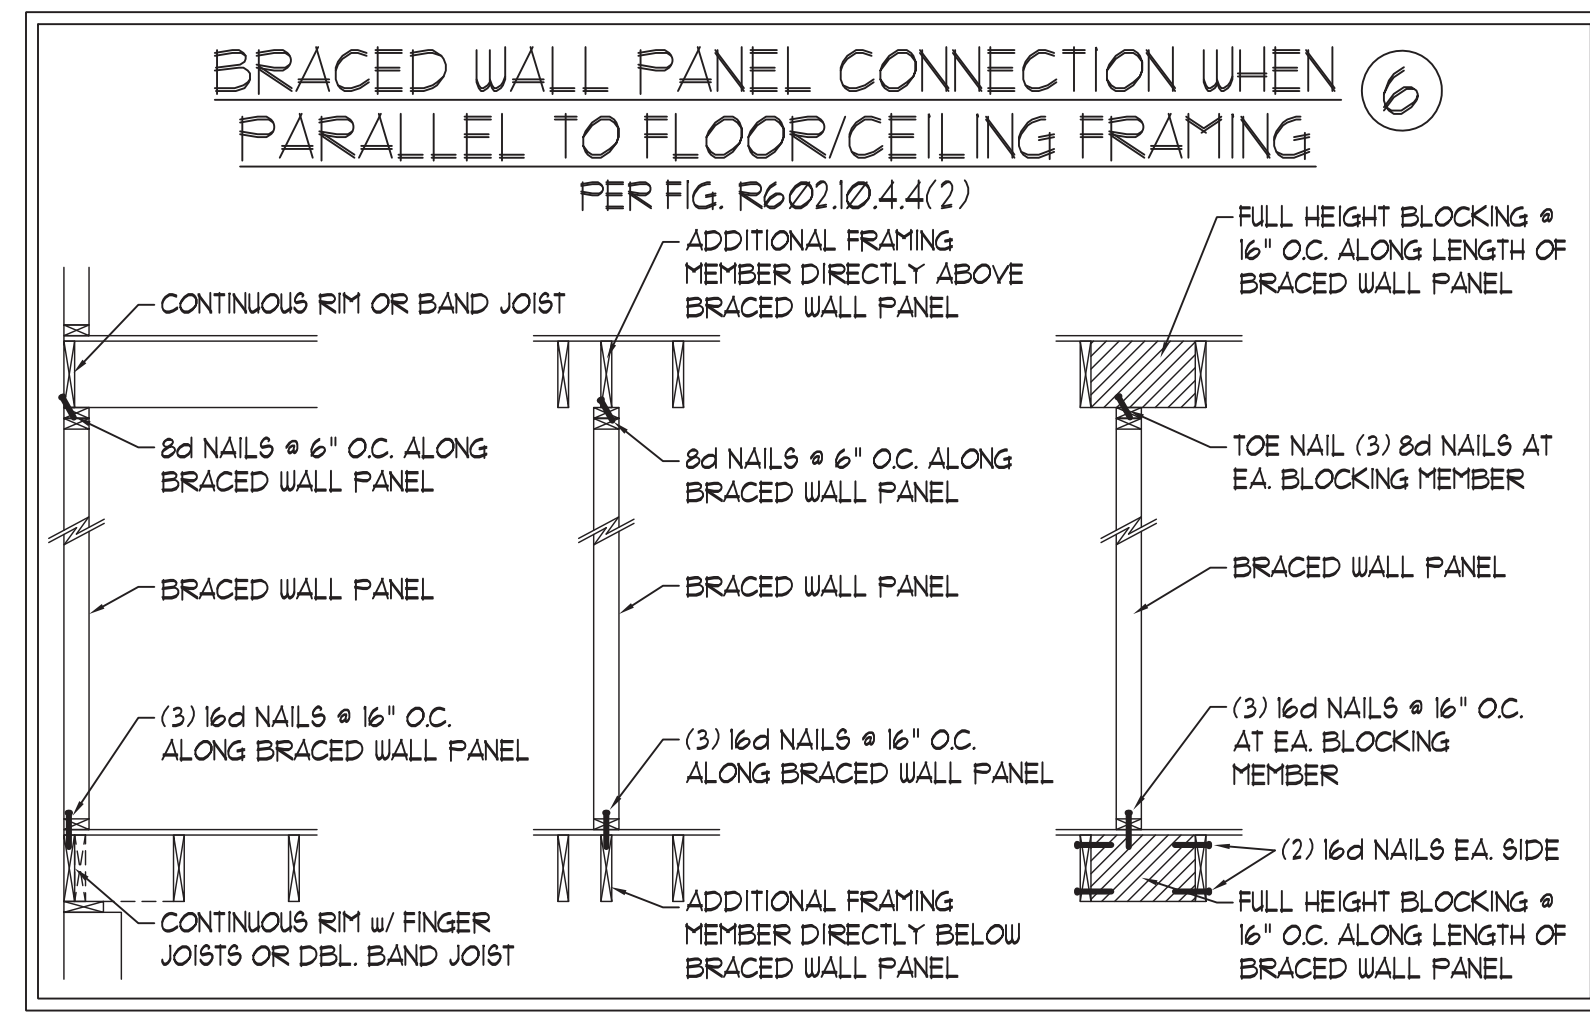 BRACED WALL PANEL CONNECTION WHEN
PARALLEL TO FLOOR/CEILING FRAMING
6
PER FIG. R602.10.4.4(2)
CONTINUOUS RIM OR BAND JOIST
8d NAILS @ 6" O.C. ALONG
BRACED WALL PANEL
BRACED WALL PANEL
(3) 16d NAILS @ 16" O.C.
ALONG BRACED WALL PANEL
CONTINUOUS RIM w/ FINGER
JOISTS OR DBL. BAND JOIST
ADDITIONAL FRAMING
MEMBER DIRECTLY ABOVE
BRACED WALL PANEL
8d NAILS @ 6" O.C. ALONG
BRACED WALL PANEL
BRACED WALL PANEL
(3) 16d NAILS @ 16" O.C.
ALONG BRACED WALL PANEL
ADDITIONAL FRAMING
MEMBER DIRECTLY BELOW
BRACED WALL PANEL
FULL HEIGHT BLOCKING @
16" O.C. ALONG LENGTH OF
BRACED WALL PANEL
TOE NAIL (3) 8d NAILS AT
EA. BLOCKING MEMBER
BRACED WALL PANEL
(3) 16d NAILS @ 16" O.C.
AT EA. BLOCKING
MEMBER
(2) 16d NAILS EA. SIDE
FULL HEIGHT BLOCKING @
16" O.C. ALONG LENGTH OF
BRACED WALL PANEL